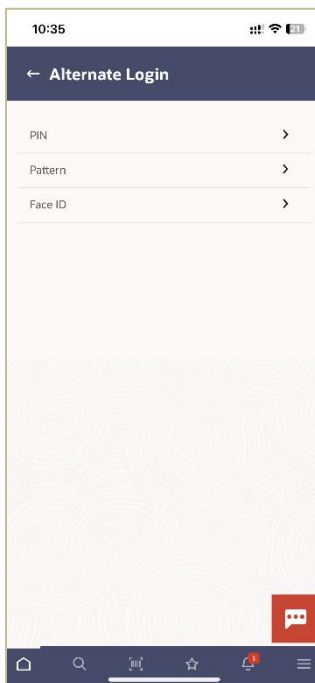 10:35
21
← Alternate Login
PIN
Pattern
Face ID